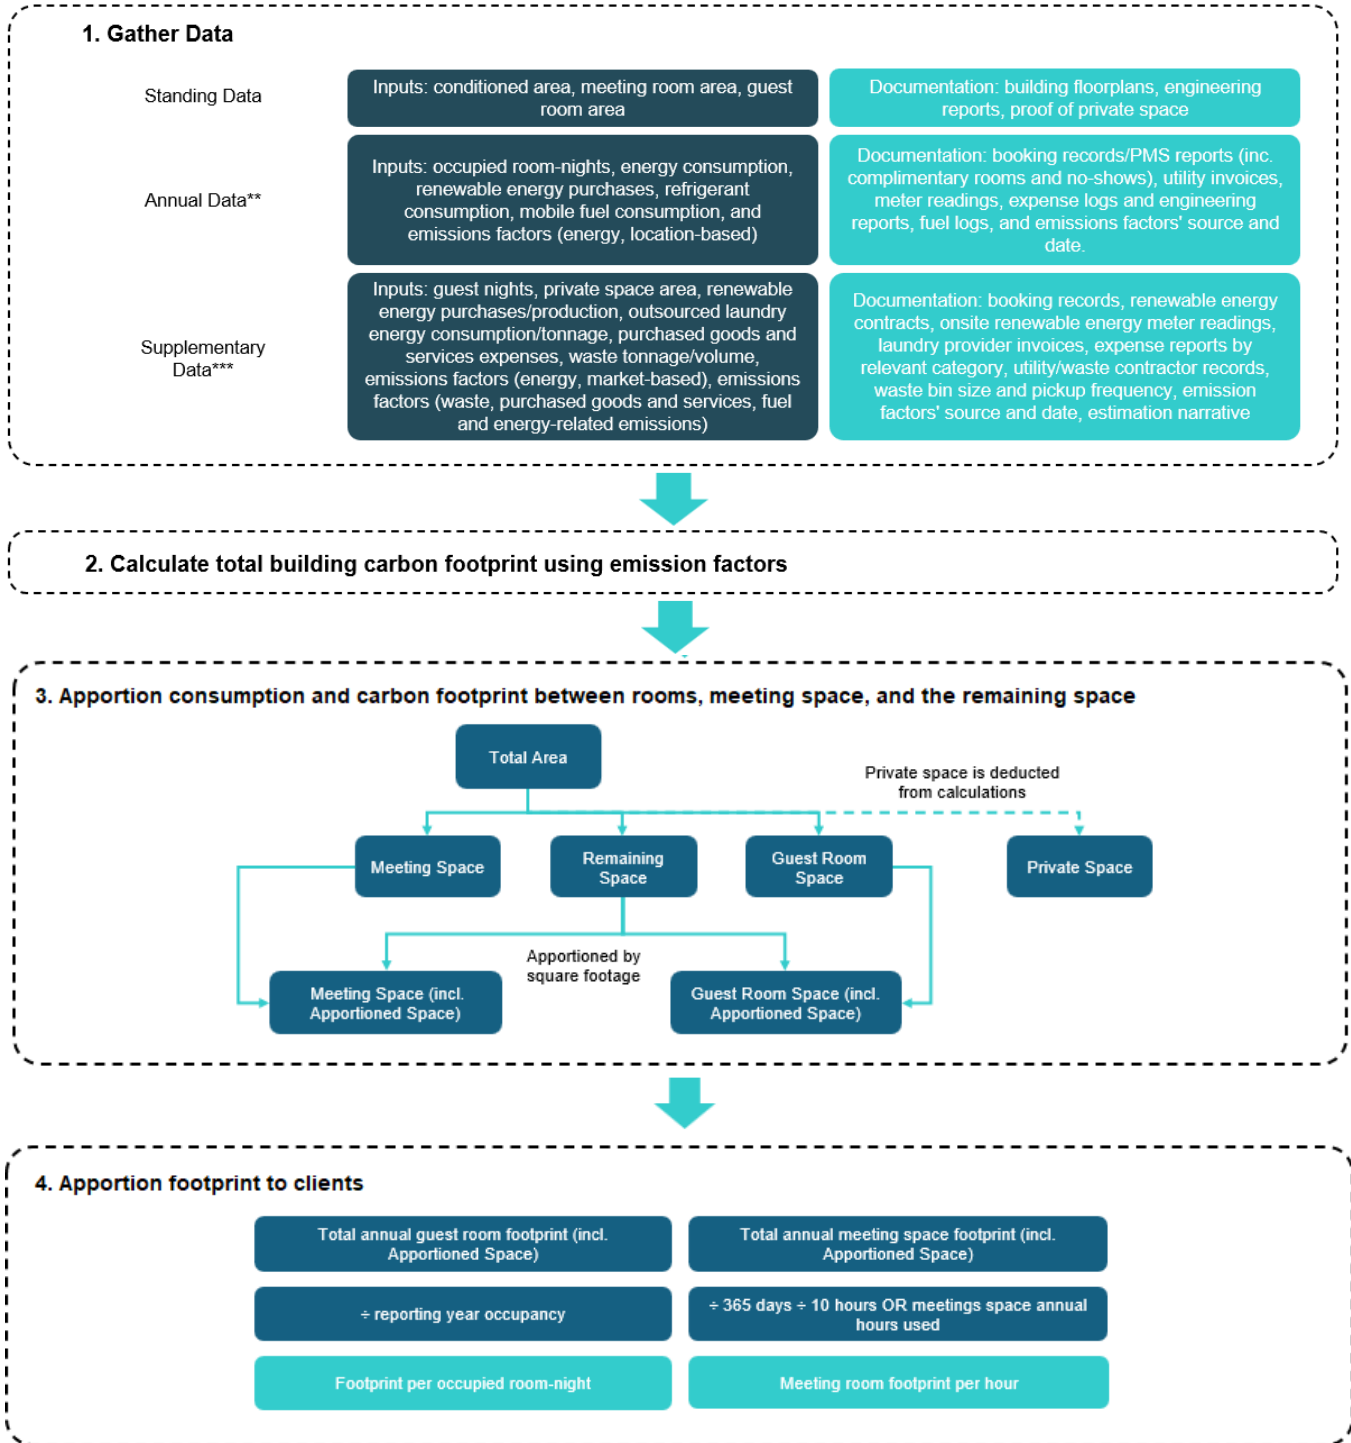 1. Gather Data
Standing Data
Inputs: conditioned area, meeting room area, guest
room area
Documentation: building floorplans, engineering
reports, proof of private space
Annual Data**
Inputs: occupied room-nights, energy consumption,
renewable energy purchases, refrigerant
consumption, mobile fuel consumption, and
emissions factors (energy, location-based)
Documentation: booking records/PMS reports (inc.
complimentary rooms and no-shows), utility invoices,
meter readings, expense logs and engineering
reports, fuel logs, and emissions factors' source and
date.
Supplementary
Data***
Inputs: guest nights, private space area, renewable
energy purchases/production, outsourced laundry
energy consumption/tonnage, purchased goods and
services expenses, waste tonnage/volume,
emissions factors (energy, market-based), emissions
factors (waste, purchased goods and services, fuel
and energy-related emissions)
Documentation: booking records, renewable energy
contracts, onsite renewable energy meter readings,
laundry provider invoices, expense reports by
relevant category, utility/waste contractor records,
waste bin size and pickup frequency, emission
factors' source and date, estimation narrative
2. Calculate total building carbon footprint using emission factors
3. Apportion consumption and carbon footprint between rooms, meeting space, and the remaining space
Total Area
Private space is deducted
from calculations
Meeting Space
Remaining
Space
Guest Room
Space
Private Space
Apportioned by
square footage
Meeting Space (incl.
Apportioned Space)
Guest Room Space (incl.
Apportioned Space)
4. Apportion footprint to clients
Total annual guest room footprint (incl.
Apportioned Space)
Total annual meeting space footprint (incl.
Apportioned Space)
÷ reporting year occupancy
÷ 365 days ÷ 10 hours OR meetings space annual
hours used
Footprint per occupied room-night
Meeting room footprint per hour